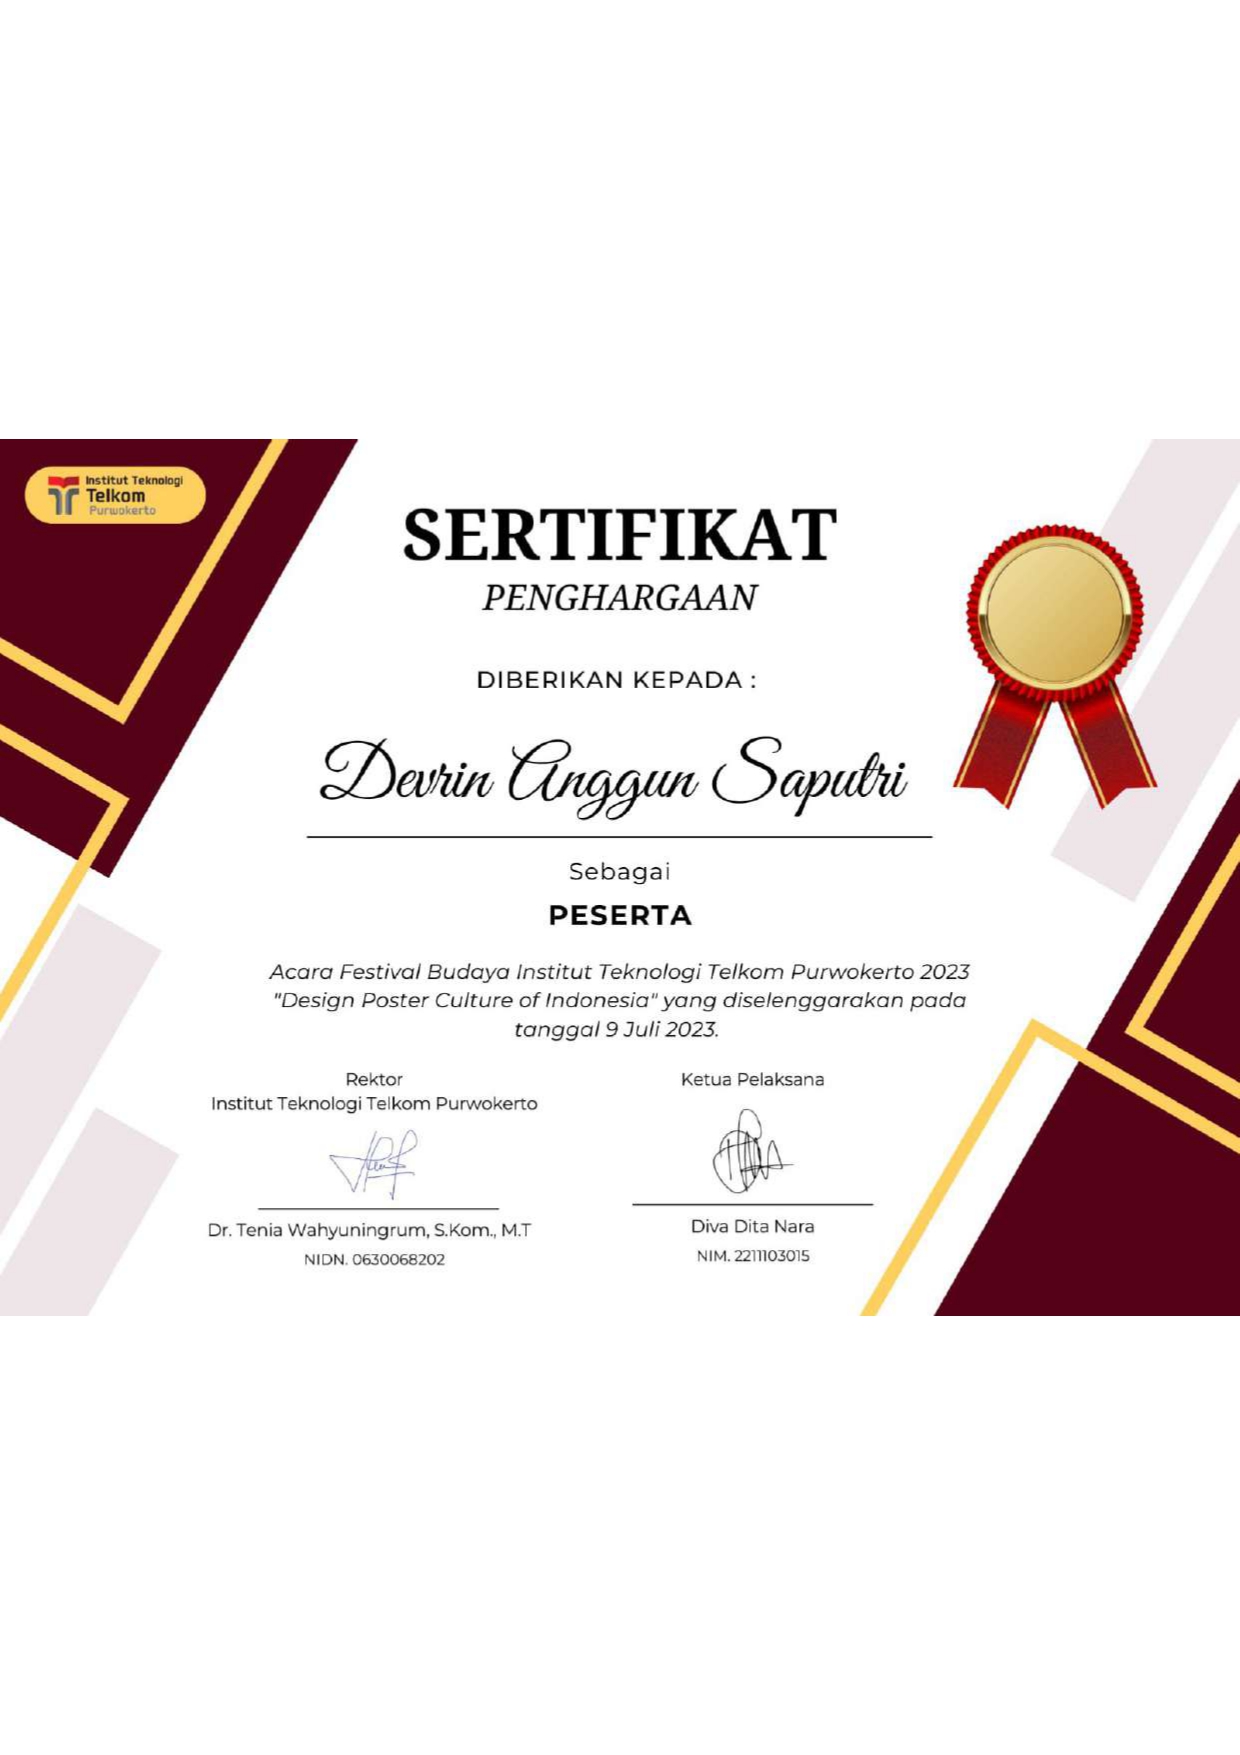 Institut Teknologi
Telkom
Purwokerto
SERTIFIKAT
PENGHARGAAN
DIBERIKAN KEPADA :
Devrin Anggun Saputri
Sebagai
PESERTA
Acara Festival Budaya Institut Teknologi Telkom Purwokerto 2023
"Design Poster Culture of Indonesia" yang diselenggarakan pada
tanggal 9 Juli 2023.
Rektor
Institut Teknologi Telkom Purwokerto
Dr. Tenia Wahyuningrum, S.Kom., M.T
NIDN. 0630068202
Ketua Pelaksana
Diva Dita Nara
NIM. 2211103015